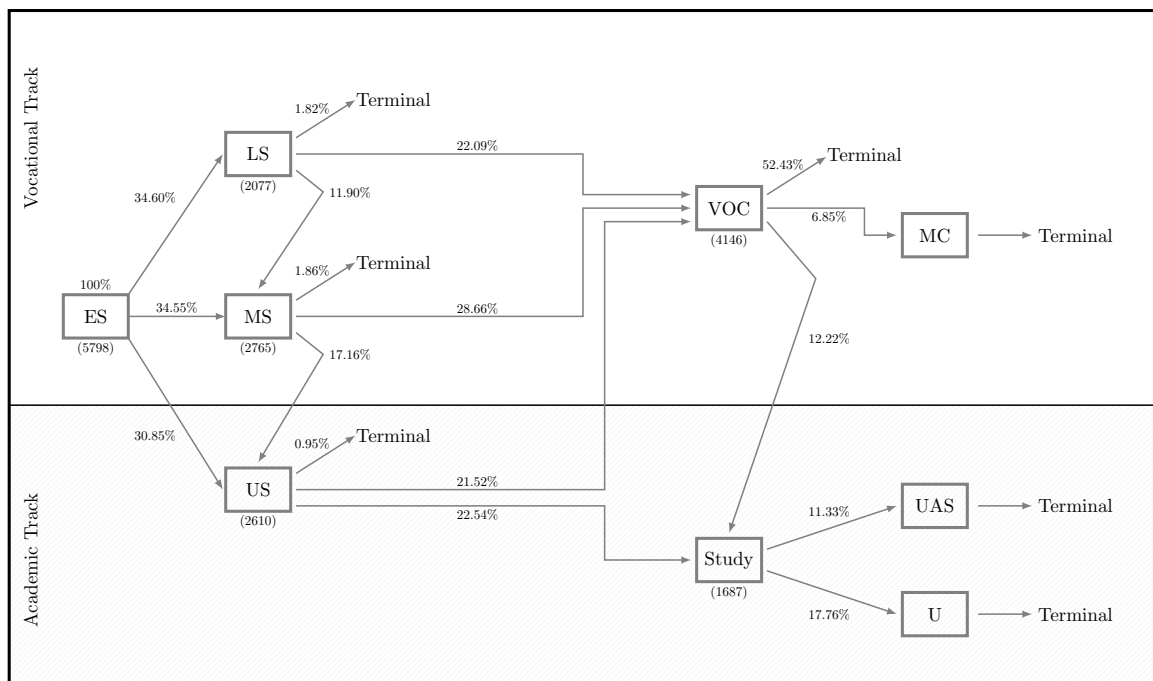 Vocational Track
Academic Track
100%
ES
(5798)
34.60%
34.55%
30.85%
LS
(2077)
1.82%
Terminal
22.09%
11.90%
MS
(2765)
1.86%
Terminal
28.66%
17.16%
US
(2610)
0.95%
Terminal
21.52%
22.54%
VOC
(4146)
52.43%
Terminal
6.85%
MC
Terminal
12.22%
Study
(1687)
11.33%
UAS
Terminal
17.76%
U
Terminal